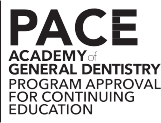 PACE
ACADEMY of
GENERAL DENTISTRY
PROGRAM APPROVAL
FOR CONTINUING
EDUCATION